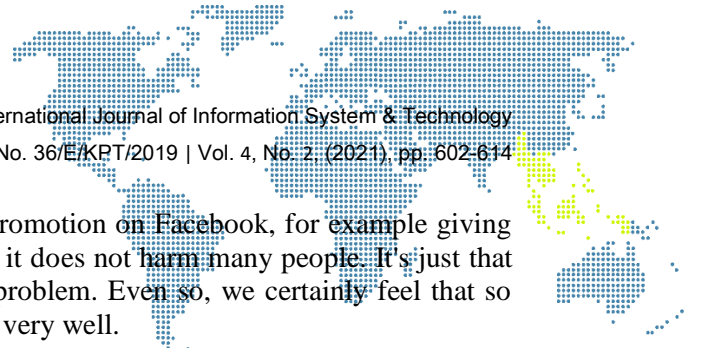 ernational Journal of Information System & Technology
No. 36/E/KPT/2019 | Vol. 4, No. 2, (2021), pp. 602-614
romotion on Facebook, for example giving
it does not harm many people. It's just that
problem. Even so, we certainly feel that so
very well.